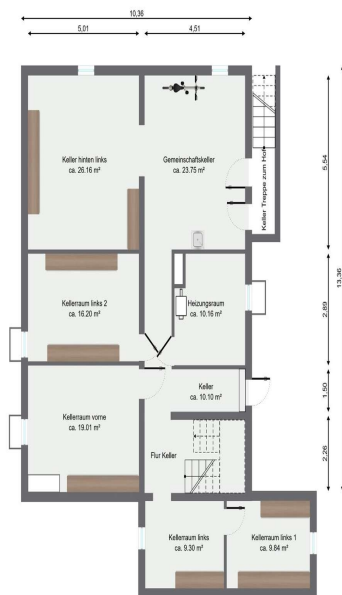 10,36
5,01
4,51
Keller hinten links
ca. 26.16 m²
Gemeinschaftskeller
ca. 23.75 m²
Keller Treppe zum Hof
5,54
13,36
Kellerraum links 2
ca. 16.20 m²
Heizungsraum
ca. 10.16 m²
2,89
Kellerraum vorne
ca. 19.01 m²
Keller
ca. 10.10 m²
1,50
Flur Keller
2,26
Kellerraum links
ca. 9.30 m²
Kellerraum links 1
ca. 9.84 m²